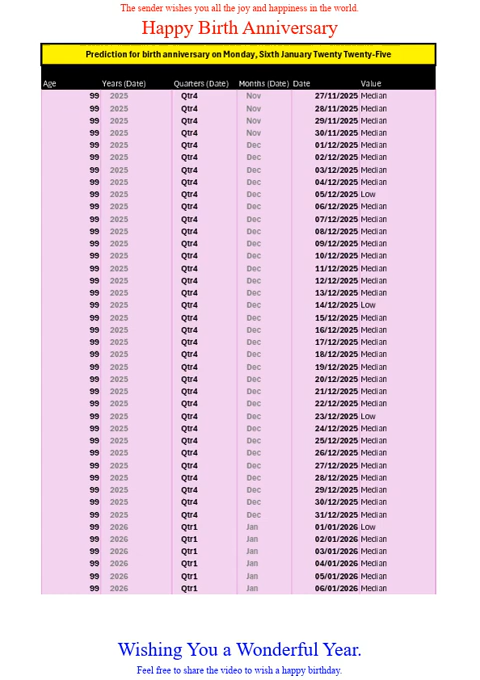 The sender wishes you all the joy and happiness in the world.
Happy Birth Anniversary
Prediction for birth anniversary on Monday, Sixth January Twenty Twenty-Five
Age Years (Date) Quarters (Date) Months (Date) Date Value
99 2025 Qtr4 Nov 27/11/2025 Median
99 2025 Qtr4 Nov 28/11/2025 Median
99 2025 Qtr4 Nov 29/11/2025 Median
99 2025 Qtr4 Nov 30/11/2025 Median
99 2025 Qtr4 Dec 01/12/2025 Median
99 2025 Qtr4 Dec 02/12/2025 Median
99 2025 Qtr4 Dec 03/12/2025 Median
99 2025 Qtr4 Dec 04/12/2025 Median
99 2025 Qtr4 Dec 05/12/2025 Low
99 2025 Qtr4 Dec 06/12/2025 Median
99 2025 Qtr4 Dec 07/12/2025 Median
99 2025 Qtr4 Dec 08/12/2025 Median
99 2025 Qtr4 Dec 09/12/2025 Median
99 2025 Qtr4 Dec 10/12/2025 Median
99 2025 Qtr4 Dec 11/12/2025 Median
99 2025 Qtr4 Dec 12/12/2025 Median
99 2025 Qtr4 Dec 13/12/2025 Median
99 2025 Qtr4 Dec 14/12/2025 Low
99 2025 Qtr4 Dec 15/12/2025 Median
99 2025 Qtr4 Dec 16/12/2025 Median
99 2025 Qtr4 Dec 17/12/2025 Median
99 2025 Qtr4 Dec 18/12/2025 Median
99 2025 Qtr4 Dec 19/12/2025 Median
99 2025 Qtr4 Dec 20/12/2025 Median
99 2025 Qtr4 Dec 21/12/2025 Median
99 2025 Qtr4 Dec 22/12/2025 Median
99 2025 Qtr4 Dec 23/12/2025 Low
99 2025 Qtr4 Dec 24/12/2025 Median
99 2025 Qtr4 Dec 25/12/2025 Median
99 2025 Qtr4 Dec 26/12/2025 Median
99 2025 Qtr4 Dec 27/12/2025 Median
99 2025 Qtr4 Dec 28/12/2025 Median
99 2025 Qtr4 Dec 29/12/2025 Median
99 2025 Qtr4 Dec 30/12/2025 Median
99 2025 Qtr4 Dec 31/12/2025 Median
99 2026 Qtr1 Jan 01/01/2026 Low
99 2026 Qtr1 Jan 02/01/2026 Median
99 2026 Qtr1 Jan 03/01/2026 Median
99 2026 Qtr1 Jan 04/01/2026 Median
99 2026 Qtr1 Jan 05/01/2026 Median
99 2026 Qtr1 Jan 06/01/2026 Median
Wishing You a Wonderful Year.
Feel free to share the video to wish a happy birthday.